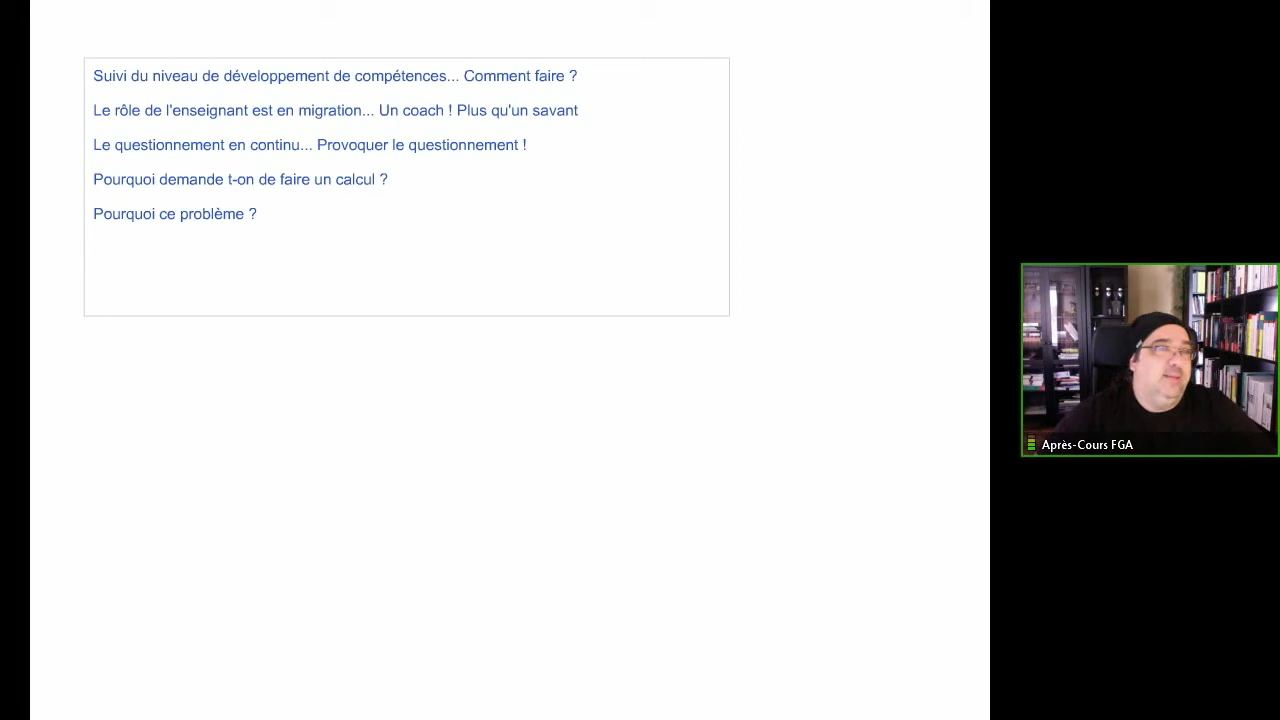 Suivi du niveau de développement de compétences... Comment faire ?
Le rôle de l'enseignant est en migration... Un coach ! Plus qu'un savant
Le questionnement en continu... Provoquer le questionnement !
Pourquoi demande t-on de faire un calcul ?
Pourquoi ce problème ?
Après-Cours FGA